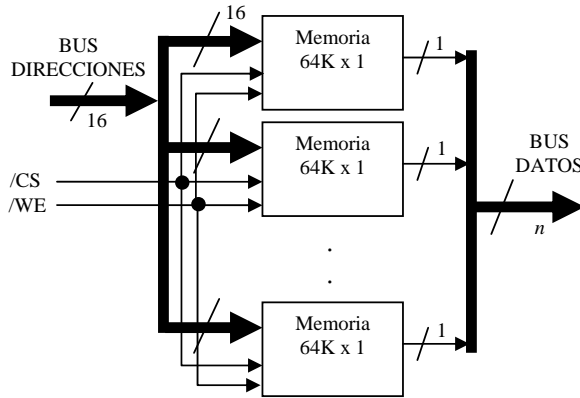 16
BUS
DIRECCIONES
16
Memoria
64K x 1
1
Memoria
64K x 1
1
BUS
DATOS
n
/CS
/WE
.
.
Memoria
64K x 1
1